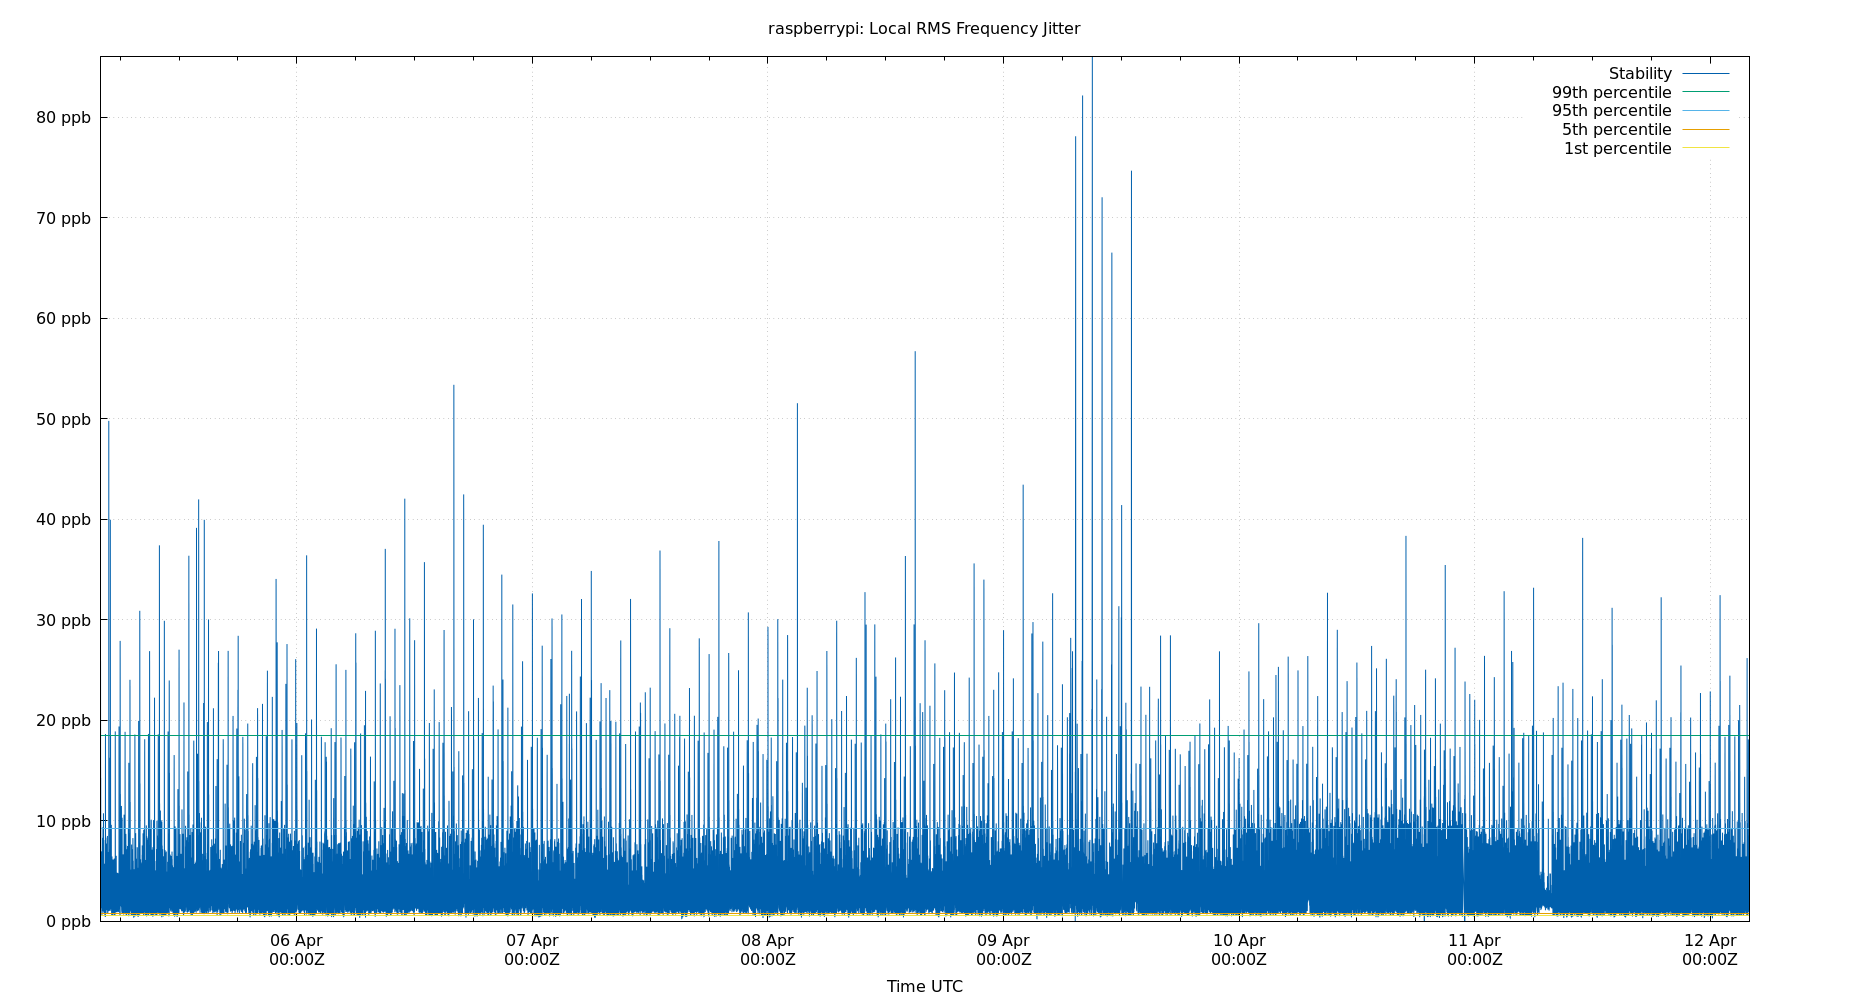 raspberrypi: Local RMS Frequency Jitter
Stability
99th percentile
95th percentile
5th percentile
1st percentile
80 ppb
70 ppb
60 ppb
50 ppb
40 ppb
30 ppb
20 ppb
10 ppb
0 ppb
06 Apr 07 Apr 08 Apr 09 Apr 10 Apr 11 Apr 12 Apr
00:00Z 00:00Z 00:00Z 00:00Z 00:00Z 00:00Z 00:00Z
Time UTC